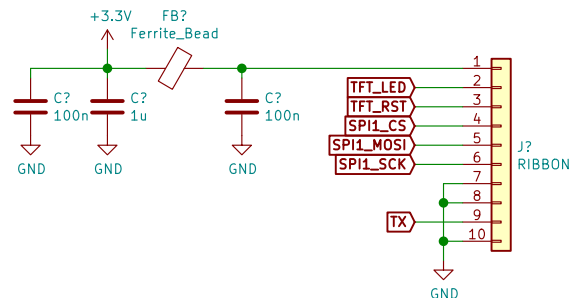 +3.3V
FB?
Ferrite_Bead
C?
100n
C?
1u
C?
100n
GND
GND
GND
1
TFT_LED
2
TFT_RST
3
SPI1_CS
4
SPI1_MOSI
5
SPI1_SCK
6
7
8
TX
9
10
J?
RIBBON
GND